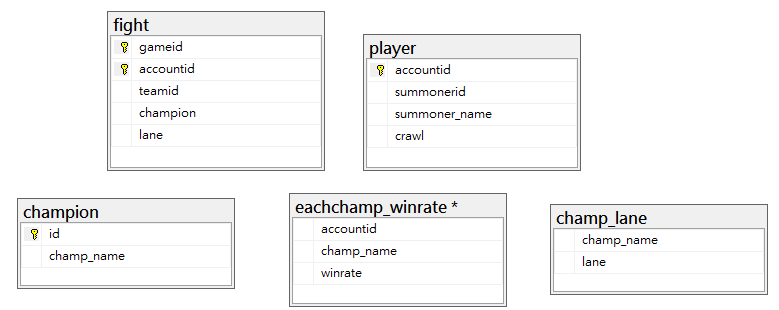 fight
gameid
accountid
teamid
champion
lane
player
accountid
summonerid
summoner_name
crawl
champion
id
champ_name
eachchamp_winrate *
accountid
champ_name
winrate
champ_lane
champ_name
lane